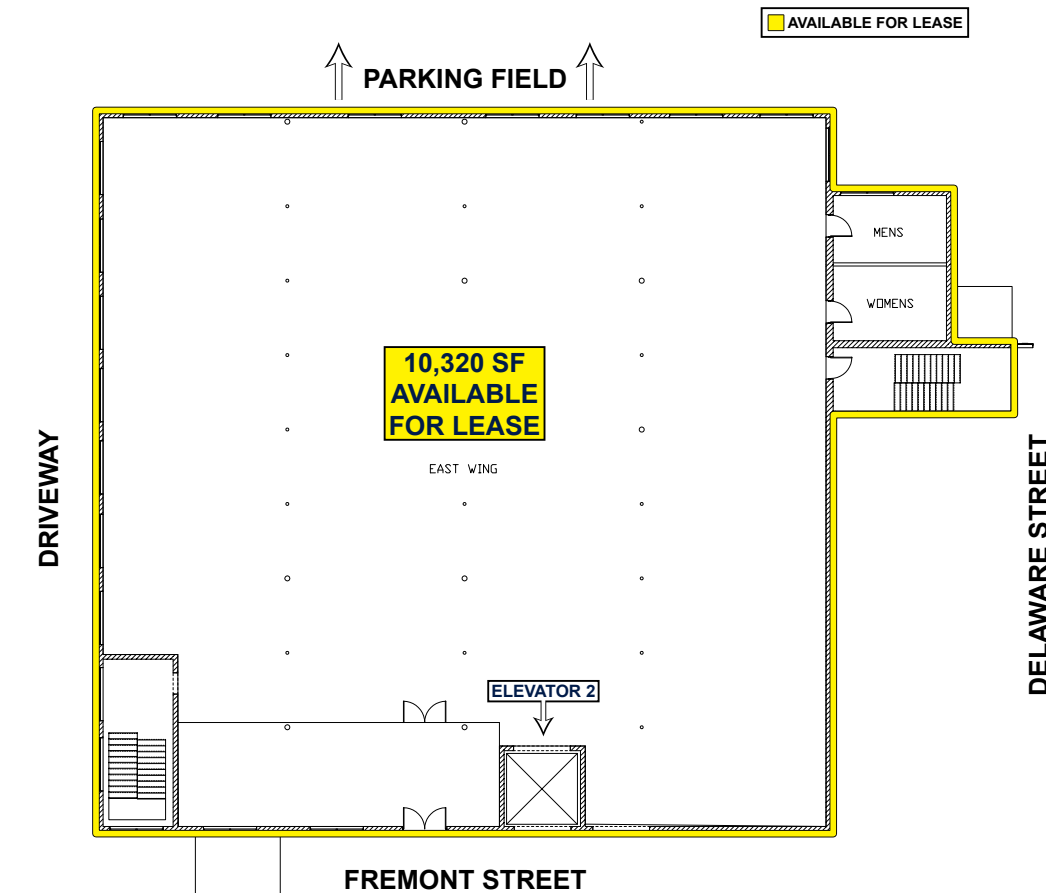 AVAILABLE FOR LEASE
PARKING FIELD
MENS
WOMENS
10,320 SF
AVAILABLE
FOR LEASE
EAST WING
DRIVEWAY
DELAWARE STREET
ELEVATOR 2
FREMONT STREET